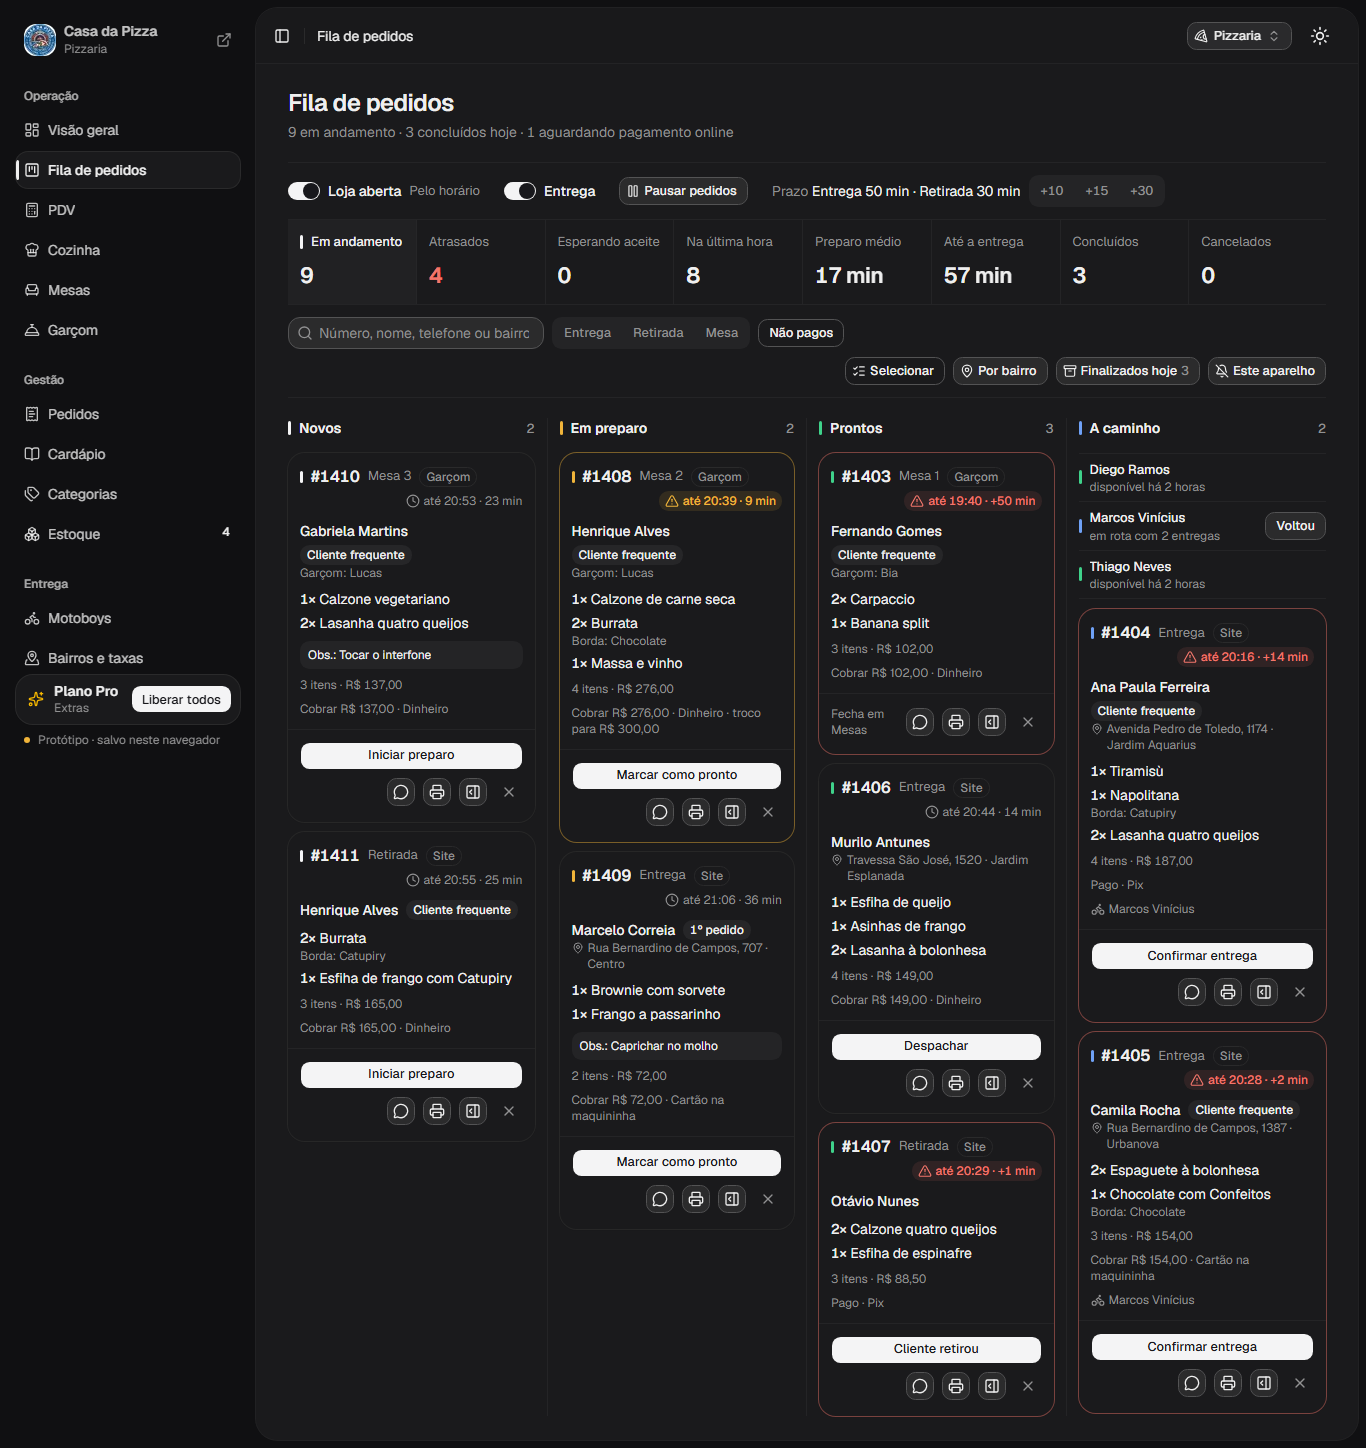 Casa da Pizza
Pizzaria
Operação
Visão geral
Fila de pedidos
PDV
Cozinha
Mesas
Garçom
Gestão
Pedidos
Cardápio
Categorias
Estoque 4
Entrega
Motoboys
Bairros e taxas
Plano Pro
Extras
Liberar todos
Protótipo · salvo neste navegador
Fila de pedidos
Pizzaria
Fila de pedidos
9 em andamento · 3 concluídos hoje · 1 aguardando pagamento online
Loja aberta Pelo horário Entrega Pausar pedidos Prazo Entrega 50 min · Retirada 30 min +10 +15 +30
Em andamento
9
Atrasados
4
Esperando aceite
0
Na última hora
8
Preparo médio
17 min
Até a entrega
57 min
Concluídos
3
Cancelados
0
Número, nome, telefone ou bairro
Entrega Retirada Mesa Não pagos
Selecionar Por bairro Finalizados hoje 3 Este aparelho
Novos 2
#1410 Mesa 3 Garçom
até 20:53 · 23 min
Gabriela Martins
Cliente frequente
Garçom: Lucas
1× Calzone vegetariano
2× Lasanha quatro queijos
Obs.: Tocar o interfone
3 itens · R$ 137,00
Cobrar R$ 137,00 · Dinheiro
Iniciar preparo
#1411 Retirada Site
até 20:55 · 25 min
Henrique Alves Cliente frequente
2× Burrata
Borda: Catupiry
1× Esfiha de frango com Catupiry
3 itens · R$ 165,00
Cobrar R$ 165,00 · Dinheiro
Iniciar preparo
Em preparo 2
#1408 Mesa 2 Garçom
até 20:39 · 9 min
Henrique Alves
Cliente frequente
Garçom: Lucas
1× Calzone de carne seca
2× Burrata
Borda: Chocolate
1× Massa e vinho
4 itens · R$ 276,00
Cobrar R$ 276,00 · Dinheiro · troco
para R$ 300,00
Marcar como pronto
#1409 Entrega Site
até 21:06 · 36 min
Marcelo Correia 1º pedido
Rua Bernardino de Campos, 707 ·
Centro
1× Brownie com sorvete
1× Frango a passarinho
Obs.: Caprichar no molho
2 itens · R$ 72,00
Cobrar R$ 72,00 · Cartão na
maquininha
Marcar como pronto
Prontos 3
#1403 Mesa 1 Garçom
até 19:40 · +50 min
Fernando Gomes
Cliente frequente
Garçom: Bia
2× Carpaccio
1× Banana split
3 itens · R$ 102,00
Cobrar R$ 102,00 · Dinheiro
Fecha em
Mesas
#1406 Entrega Site
até 20:44 · 14 min
Murilo Antunes
Travessa São José, 1520 · Jardim
Esplanada
1× Esfiha de queijo
1× Asinhas de frango
2× Lasanha à bolonhesa
4 itens · R$ 149,00
Cobrar R$ 149,00 · Dinheiro
Despachar
#1407 Retirada Site
até 20:29 · +1 min
Otávio Nunes
2× Calzone quatro queijos
1× Esfiha de espinafre
3 itens · R$ 88,50
Pago · Pix
Cliente retirou
A caminho 2
Diego Ramos
disponível há 2 horas
Marcos Vinícius
em rota com 2 entregas
Voltou
Thiago Neves
disponível há 2 horas
#1404 Entrega Site
até 20:16 · +14 min
Ana Paula Ferreira
Cliente frequente
Avenida Pedro de Toledo, 1174 ·
Jardim Aquarius
1× Tiramisù
1× Napolitana
Borda: Catupiry
2× Lasanha quatro queijos
4 itens · R$ 187,00
Pago · Pix
Marcos Vinícius
Confirmar entrega
#1405 Entrega Site
até 20:28 · +2 min
Camila Rocha Cliente frequente
Rua Bernardino de Campos, 1387 ·
Urbanova
2× Espaguete à bolonhesa
1× Chocolate com Confeitos
Borda: Chocolate
3 itens · R$ 154,00
Cobrar R$ 154,00 · Cartão na
maquininha
Marcos Vinícius
Confirmar entrega